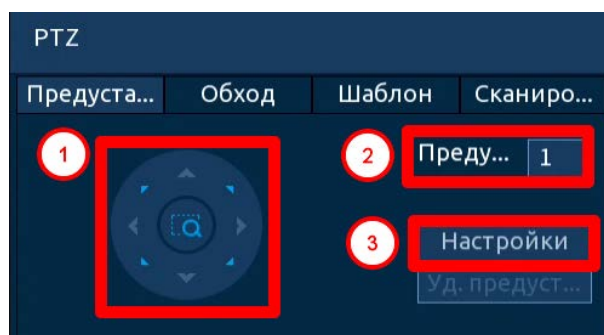 PTZ
Предуста... Обход Шаблон Сканиро...
1
2 Преду... 1
3 Настройки
Уд. предуст...